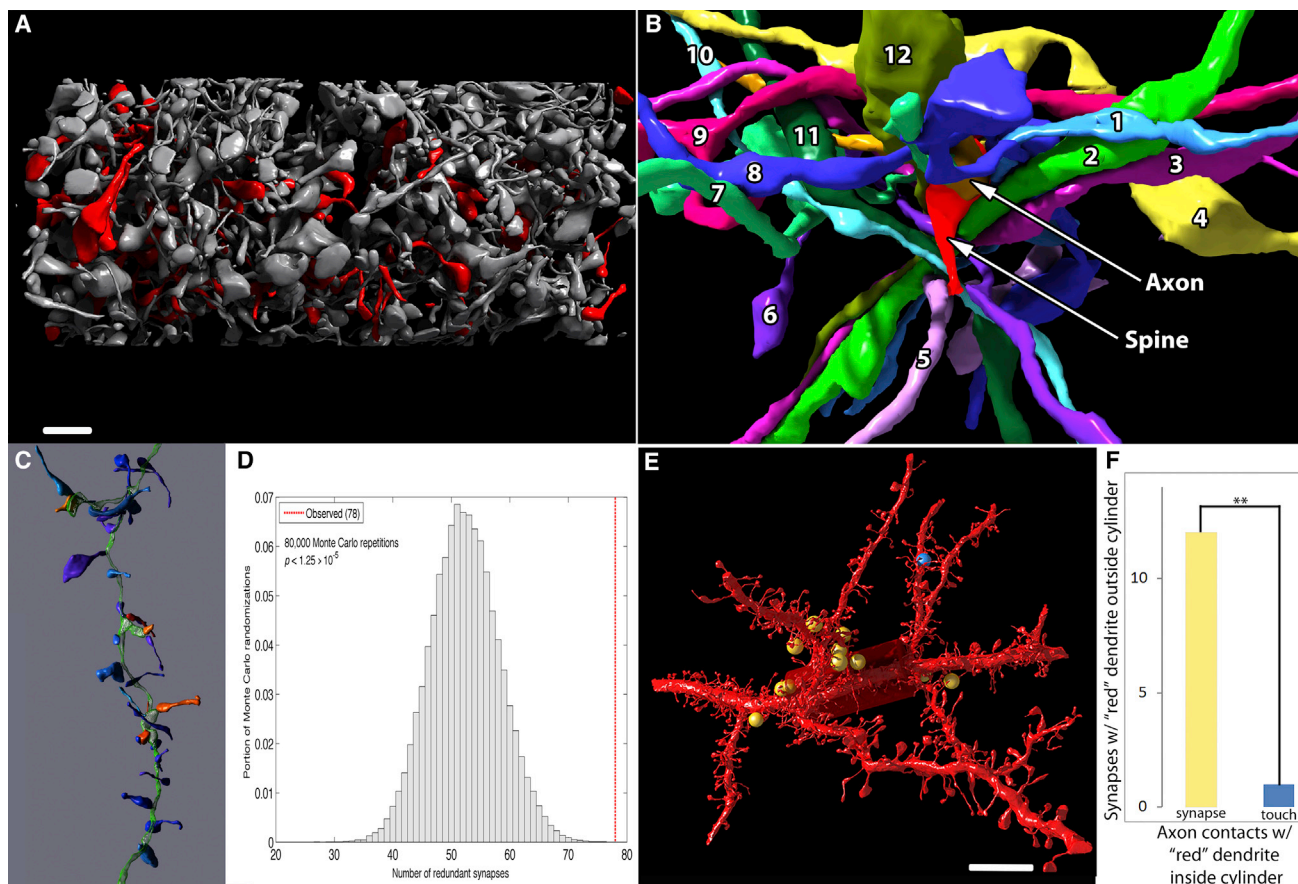 A
B
10
12
1
9
11
2
8
3
7
4
Axon
6
Spine
5
C
D
0.07
0.06
0.05
0.04
0.03
0.02
0.01
0
Portion of Monte Carlo randomizations
Observed (78)
80,000 Monte Carlo repetitions
p < 1.25 > 10-5
20 30 40 50 60 70 80
Number of redundant synapses
E
F
**
Synapses w/ “red” dendrite outside cylinder
10
5
0
synapse touch
Axon contacts w/
“red” dendrite
inside cylinder